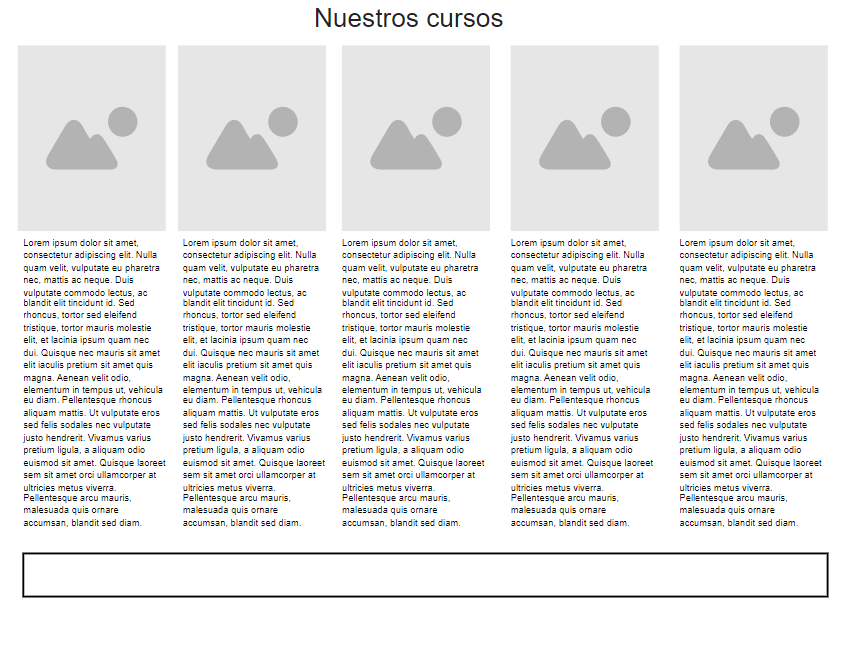 Nuestros cursos
Lorem ipsum dolor sit amet,
consectetur adipiscing elit. Nulla
quam velit, vulputate eu pharetra
nec, mattis ac neque. Duis
vulputate commodo lectus, ac
blandit elit tincidunt id. Sed
rhoncus, tortor sed eleifend
tristique, tortor mauris molestie
elit, et lacinia ipsum quam nec
dui. Quisque nec mauris sit amet
elit iaculis pretium sit amet quis
magna. Aenean velit odio,
elementum in tempus ut, vehicula
eu diam. Pellentesque rhoncus
aliquam mattis. Ut vulputate eros
sed felis sodales nec vulputate
justo hendrerit. Vivamus varius
pretium ligula, a aliquam odio
euismod sit amet. Quisque laoreet
sem sit amet orci ullamcorper at
ultricies metus viverra.
Pellentesque arcu mauris,
malesuada quis ornare
accumsan, blandit sed diam.
Lorem ipsum dolor sit amet,
consectetur adipiscing elit. Nulla
quam velit, vulputate eu pharetra
nec, mattis ac neque. Duis
vulputate commodo lectus, ac
blandit elit tincidunt id. Sed
rhoncus, tortor sed eleifend
tristique, tortor mauris molestie
elit, et lacinia ipsum quam nec
dui. Quisque nec mauris sit amet
elit iaculis pretium sit amet quis
magna. Aenean velit odio,
elementum in tempus ut, vehicula
eu diam. Pellentesque rhoncus
aliquam mattis. Ut vulputate eros
sed felis sodales nec vulputate
justo hendrerit. Vivamus varius
pretium ligula, a aliquam odio
euismod sit amet. Quisque laoreet
sem sit amet orci ullamcorper at
ultricies metus viverra.
Pellentesque arcu mauris,
malesuada quis ornare
accumsan, blandit sed diam.
Lorem ipsum dolor sit amet,
consectetur adipiscing elit. Nulla
quam velit, vulputate eu pharetra
nec, mattis ac neque. Duis
vulputate commodo lectus, ac
blandit elit tincidunt id. Sed
rhoncus, tortor sed eleifend
tristique, tortor mauris molestie
elit, et lacinia ipsum quam nec
dui. Quisque nec mauris sit amet
elit iaculis pretium sit amet quis
magna. Aenean velit odio,
elementum in tempus ut, vehicula
eu diam. Pellentesque rhoncus
aliquam mattis. Ut vulputate eros
sed felis sodales nec vulputate
justo hendrerit. Vivamus varius
pretium ligula, a aliquam odio
euismod sit amet. Quisque laoreet
sem sit amet orci ullamcorper at
ultricies metus viverra.
Pellentesque arcu mauris,
malesuada quis ornare
accumsan, blandit sed diam.
Lorem ipsum dolor sit amet,
consectetur adipiscing elit. Nulla
quam velit, vulputate eu pharetra
nec, mattis ac neque. Duis
vulputate commodo lectus, ac
blandit elit tincidunt id. Sed
rhoncus, tortor sed eleifend
tristique, tortor mauris molestie
elit, et lacinia ipsum quam nec
dui. Quisque nec mauris sit amet
elit iaculis pretium sit amet quis
magna. Aenean velit odio,
elementum in tempus ut, vehicula
eu diam. Pellentesque rhoncus
aliquam mattis. Ut vulputate eros
sed felis sodales nec vulputate
justo hendrerit. Vivamus varius
pretium ligula, a aliquam odio
euismod sit amet. Quisque laoreet
sem sit amet orci ullamcorper at
ultricies metus viverra.
Pellentesque arcu mauris,
malesuada quis ornare
accumsan, blandit sed diam.
Lorem ipsum dolor sit amet,
consectetur adipiscing elit. Nulla
quam velit, vulputate eu pharetra
nec, mattis ac neque. Duis
vulputate commodo lectus, ac
blandit elit tincidunt id. Sed
rhoncus, tortor sed eleifend
tristique, tortor mauris molestie
elit, et lacinia ipsum quam nec
dui. Quisque nec mauris sit amet
elit iaculis pretium sit amet quis
magna. Aenean velit odio,
elementum in tempus ut, vehicula
eu diam. Pellentesque rhoncus
aliquam mattis. Ut vulputate eros
sed felis sodales nec vulputate
justo hendrerit. Vivamus varius
pretium ligula, a aliquam odio
euismod sit amet. Quisque laoreet
sem sit amet orci ullamcorper at
ultricies metus viverra.
Pellentesque arcu mauris,
malesuada quis ornare
accumsan, blandit sed diam.